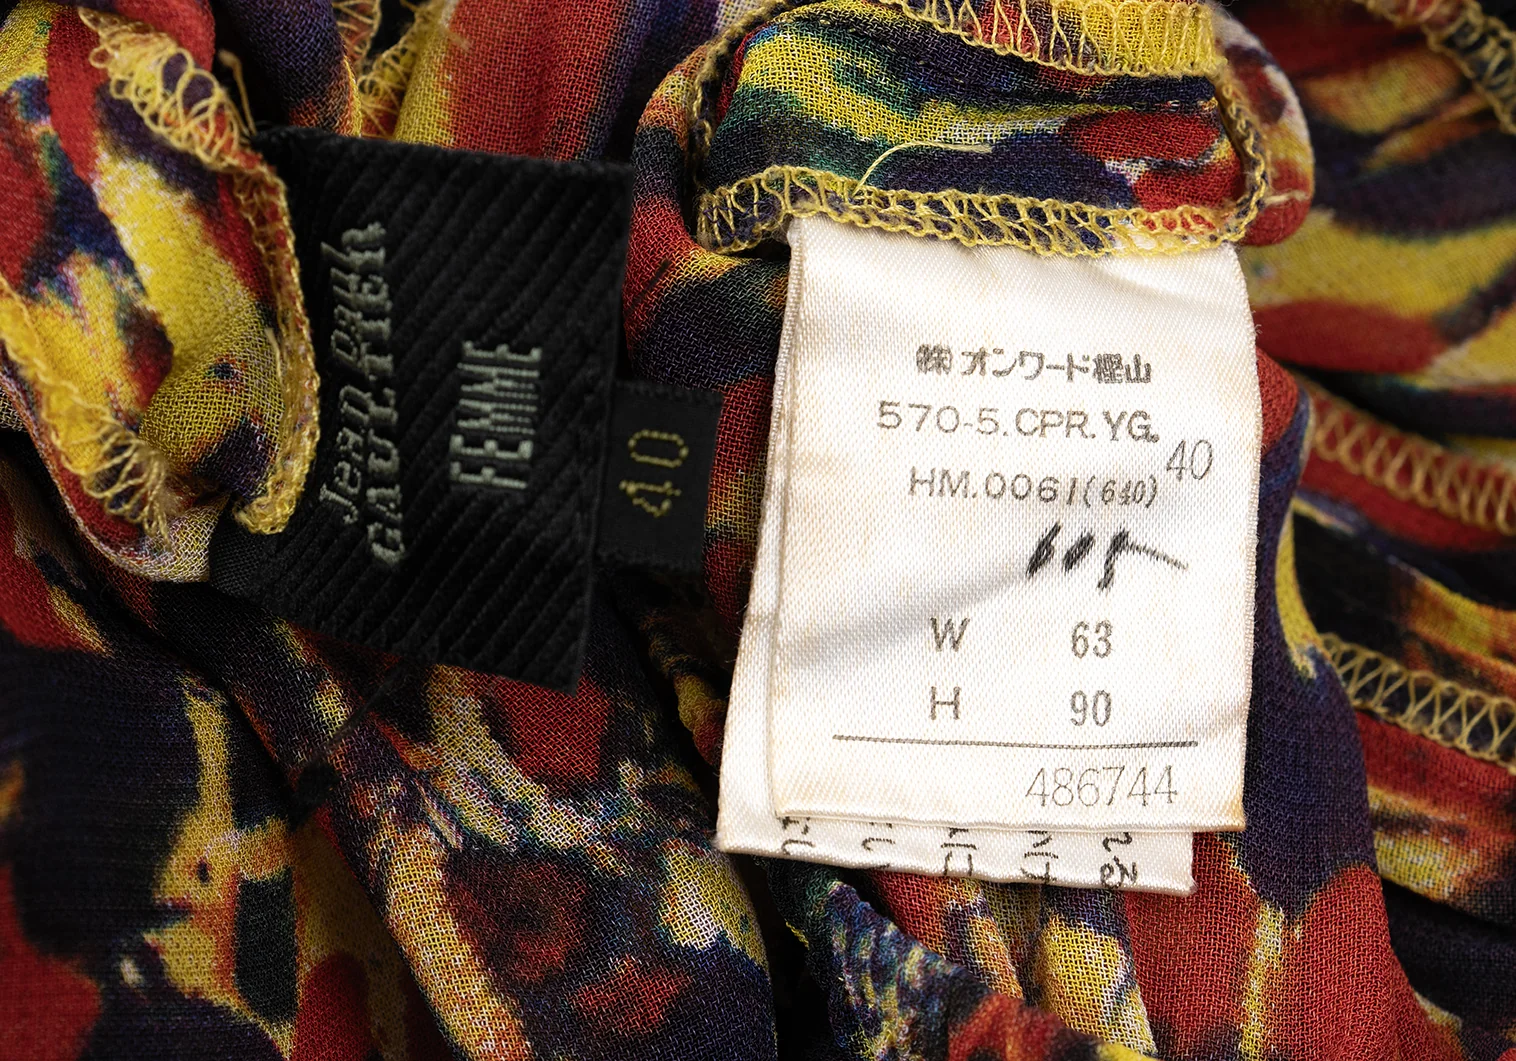 Jean Paul
GAULTIER
FEMME
40
㈱オンワード樫山
570-5.CPR.YG.
40
HM.0061(640)
605
W 63
H 90
486744